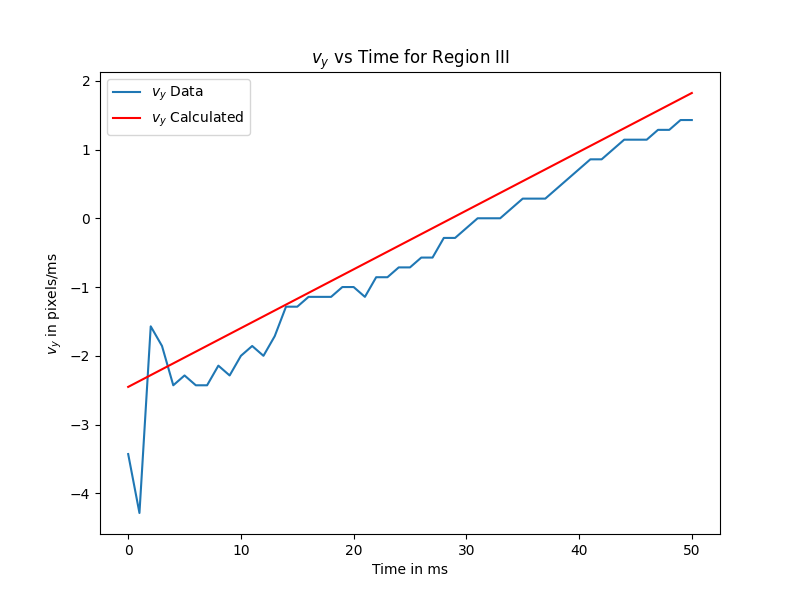 v_y vs Time for Region III
v_y Data
v_y Calculated
2
1
0
−1
−2
−3
−4
v_y in pixels/ms
0 10 20 30 40 50
Time in ms